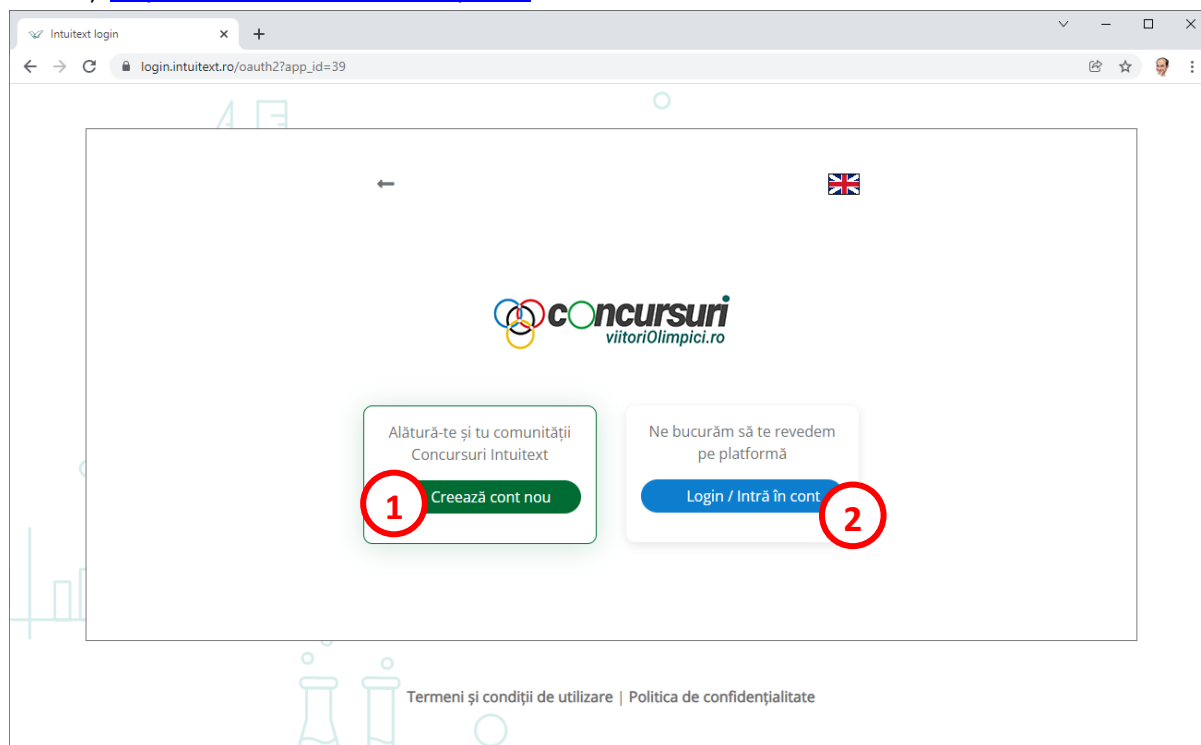 Intuitext login
login.intuitext.ro/oauth2?app_id=39
concursuri
viitoriOlimpici.ro
Alătură-te și tu comunității
Concursuri Intuitext
Creează cont nou
1
Ne bucurăm să te revedem
pe platformă
Login / Intră în cont
2
Termeni și condiții de utilizare | Politica de confidențialitate